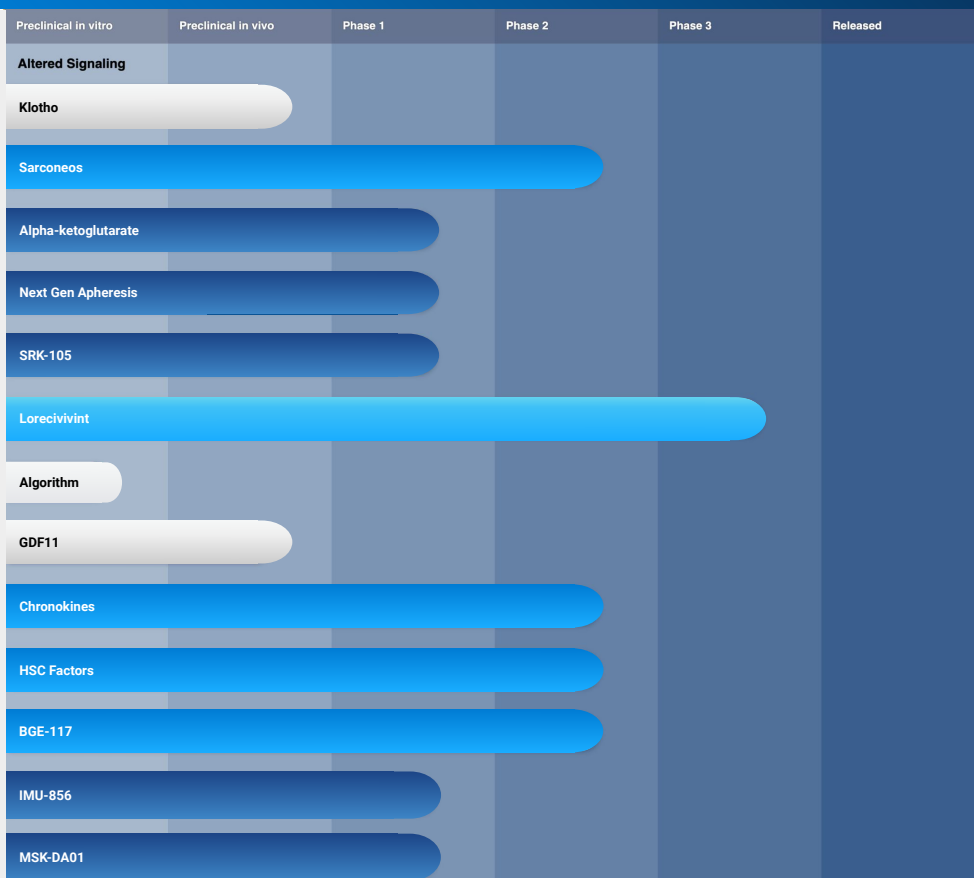 Preclinical in vitro Preclinical in vivo Phase 1 Phase 2 Phase 3 Released
Altered Signaling
Klotho
Sarconeos
Alpha-ketoglutarate
Next Gen Apheresis
SRK-105
Lorecivivint
Algorithm
GDF11
Chronokines
HSC Factors
BGE-117
IMU-856
MSK-DA01